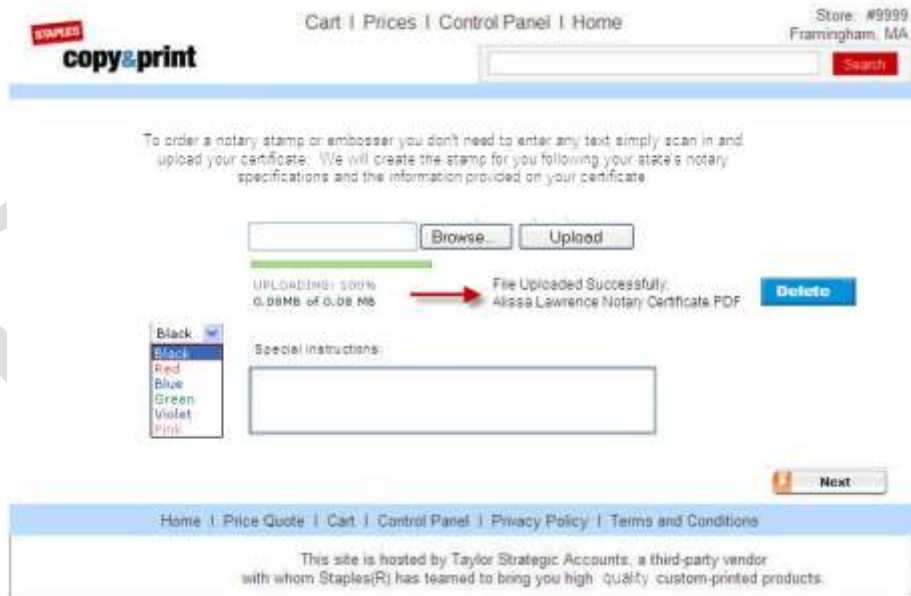 Cart | Prices | Control Panel | Home
Store: #9999
Framingham, MA
STAPLES
copy&print
Search
To order a notary stamp or embosser you don't need to enter any text simply scan in and
upload your certificate. We will create the stamp for you following your state's notary
specifications and the information provided on your certificate
Browse...
Upload
UPLOADING: 100%
0.08MB of 0.08 MB
File Uploaded Successfully:
Alissa Lawrence Notary Certificate.PDF
Delete
Black
Black
Red
Blue
Green
Violet
Pink
Special Instructions:
Next
Home | Price Quote | Cart | Control Panel | Privacy Policy | Terms and Conditions
This site is hosted by Taylor Strategic Accounts, a third-party vendor
with whom Staples(R) has teamed to bring you high quality custom-printed products.